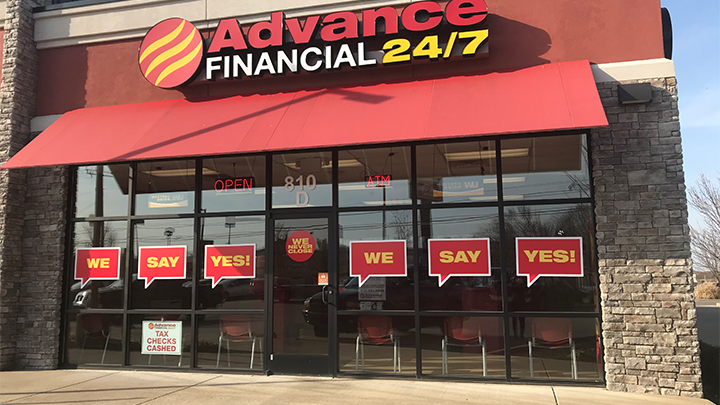 Advance
FINANCIAL 24/7
OPEN
810
D
ATM
WE
NEVER
CLOSE
WE
SAY
YES!
WE
SAY
YES!
Advance
TAX
CHECKS
CASHED